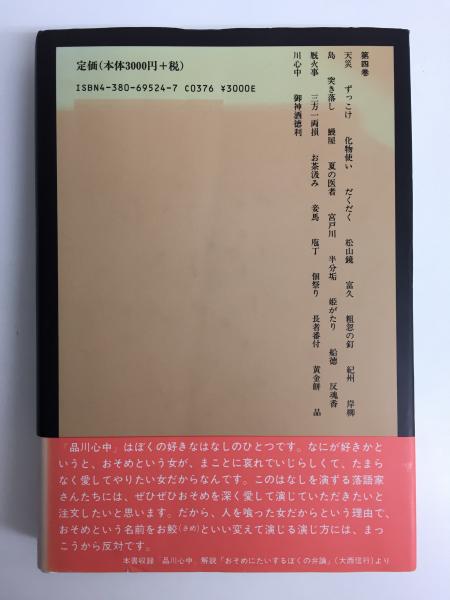 定価(本体3000円+税)
ISBN4-380-69524-7 C0376 ¥3000E
第四巻
天災 ずっこけ 化物使い だくだく 松山鏡 富久 粗忽の釘 紀州 岸柳
島 突き落し 鰻屋 夏の医者 宮戸川 半分垢 姫がたり 船徳 反魂香
厩火事 三方一両損 お茶汲み 妾馬 庖丁 佃祭り 長者番付 黄金餅 品
川心中 御神酒徳利
「品川心中」はぼくの好きなはなしのひとつです。なにが好きかと
いうと、おそめという女が、まことに哀れでいじらしくて、たまら
なく愛してやりたい女だからなんです。このはなしを演ずる落語家
さんたちには、ぜひぜひおそめを深く愛して演じていただきたいと
注文したいと思います。だから、人を喰った女だからという理由で、
おそめという名前をお鮫(さめ)といい変えて演じる演じ方には、まっ
こうから反対です。
本書収録「品川心中」解説「おそめにたいするぼくの弁論」(大西信行)より